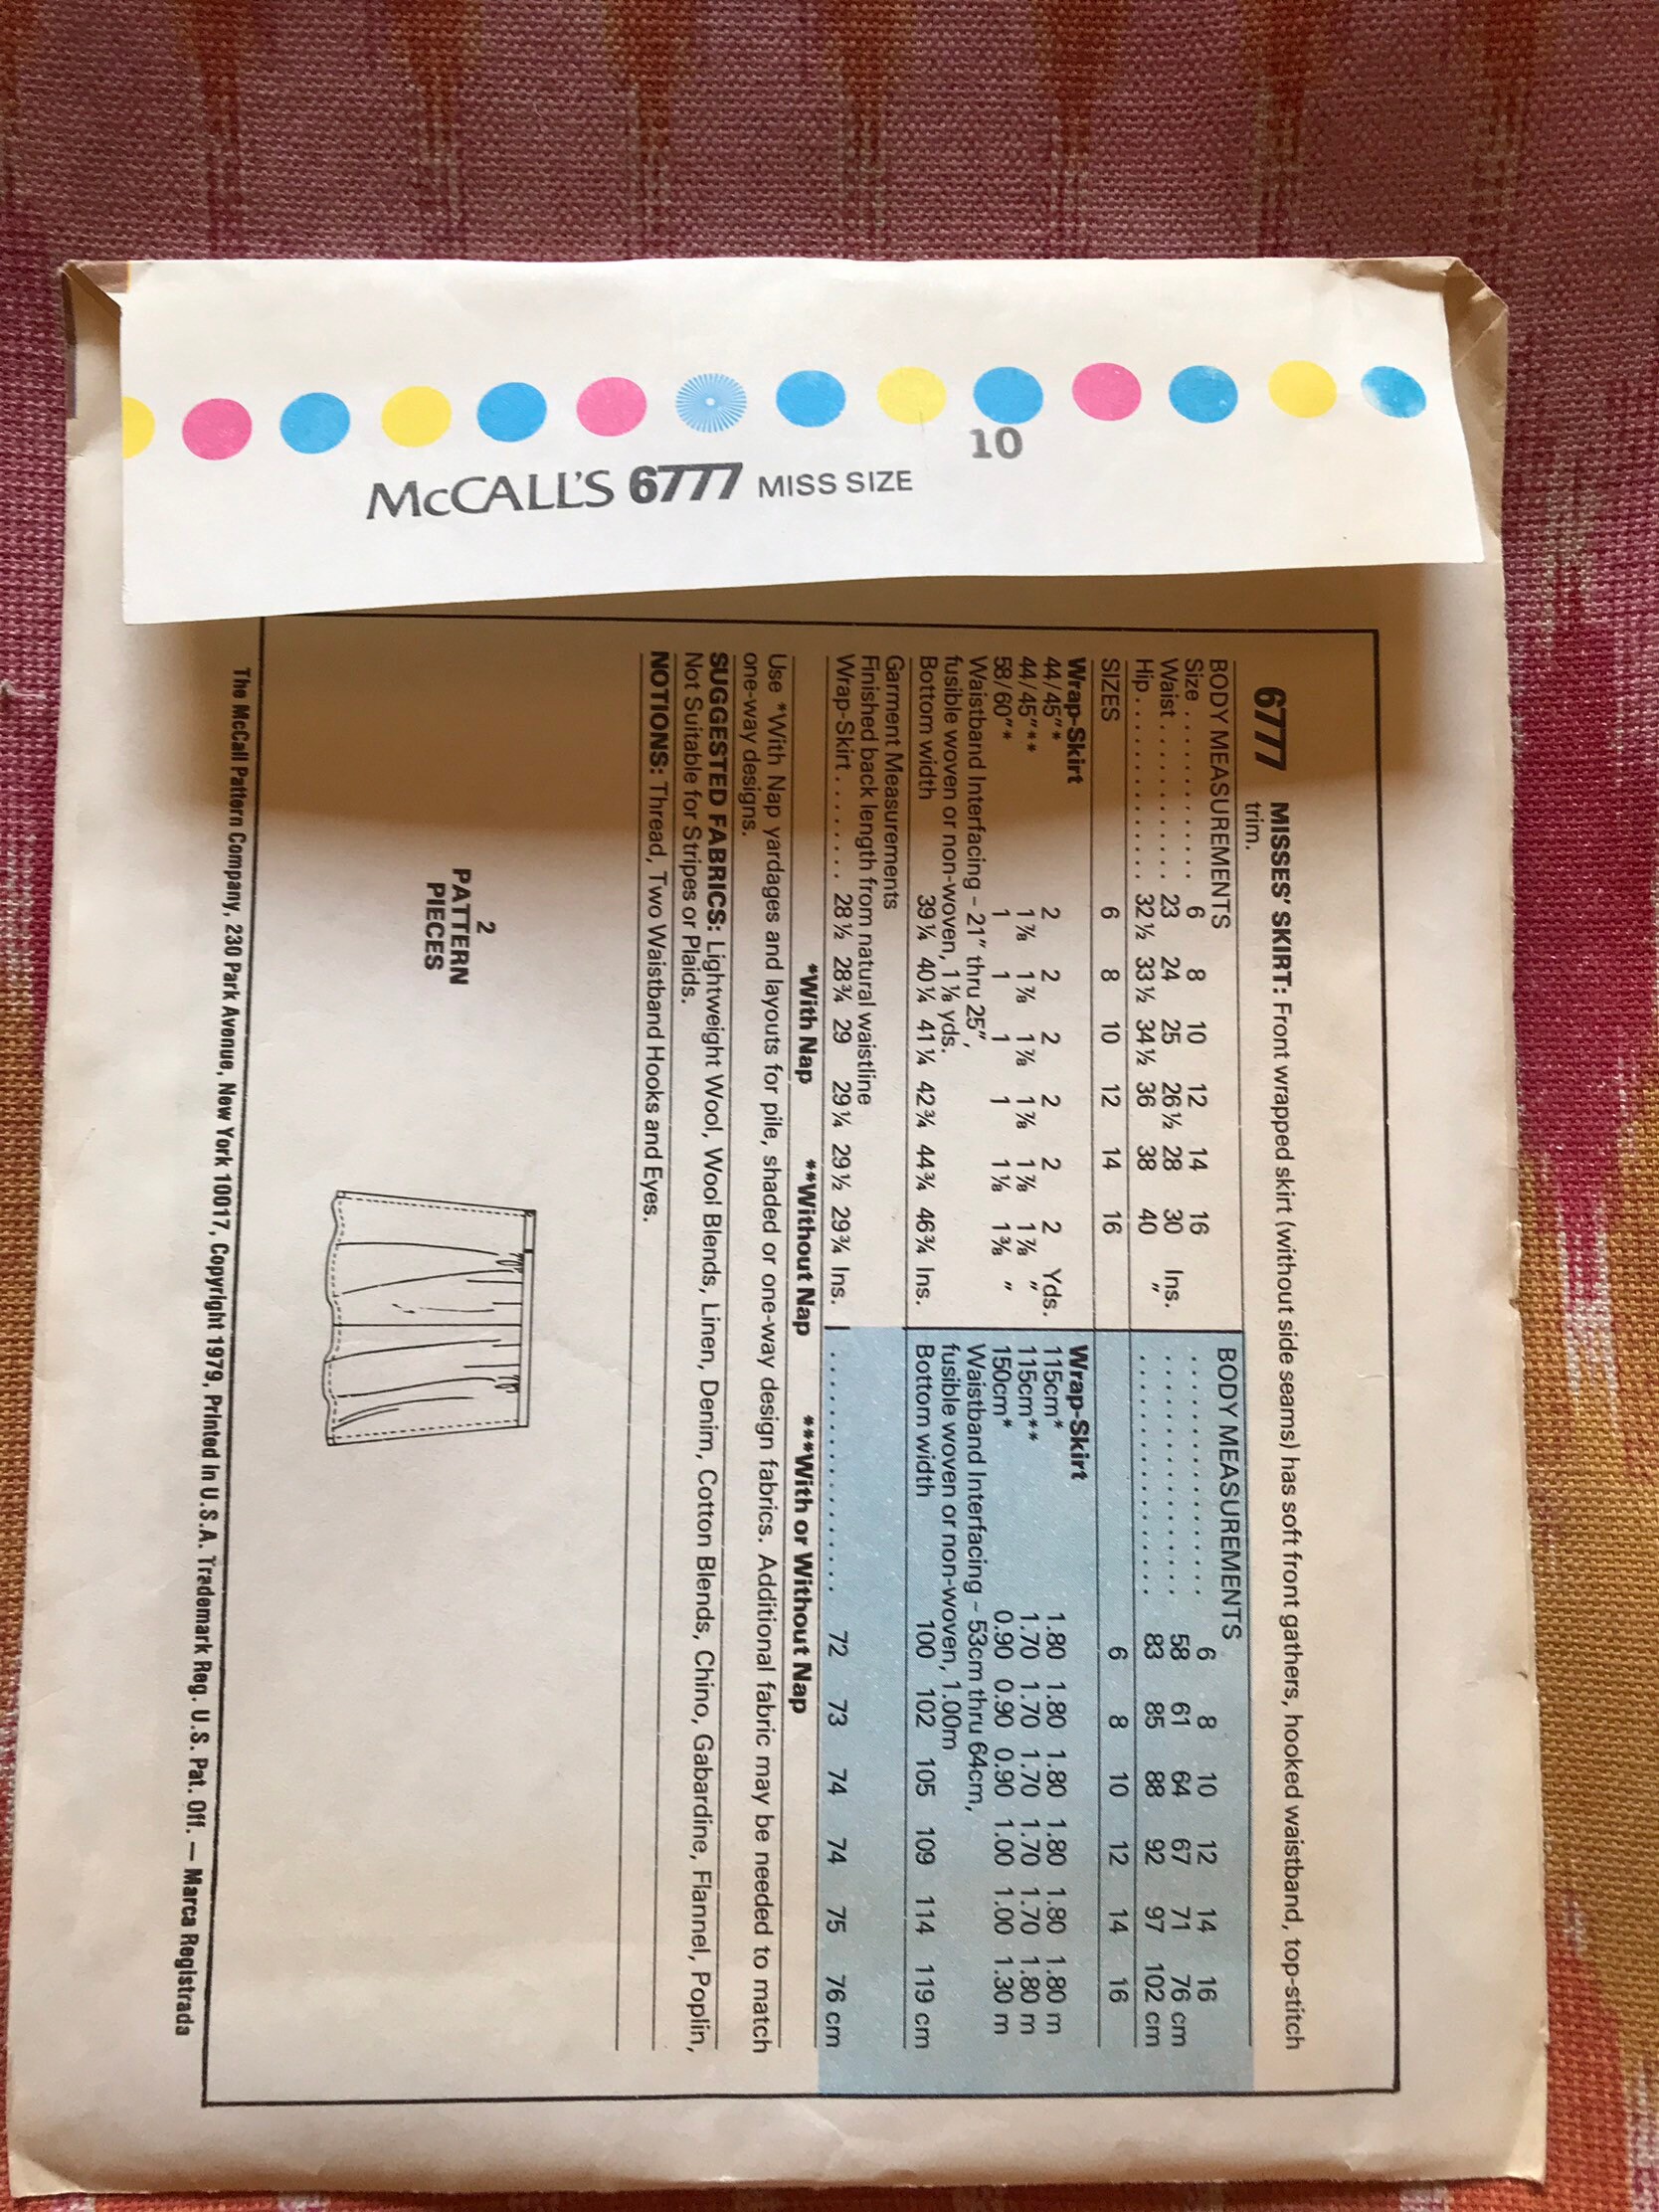 10
McCALL'S 6777 MISS SIZE
6777 MISSES' SKIRT: Front wrapped skirt (without side seams) has soft front gathers, hooked waistband, top-stitch
trim.
BODY MEASUREMENTS
Size . . . . . . . . . . . . 6 8 10 12 14 16
Waist . . . . . . . . . . . 23 24 25 26½ 28 30 Ins.
Hip . . . . . . . . . . . . . 32½ 33½ 34½ 36 38 40 "
SIZES 6 8 10 12 14 16
Wrap-Skirt
44/45"* 2 2 2 2 2 2 Yds.
44/45"** 1⅞ 1⅞ 1⅞ 1⅞ 1⅞ 1⅞ "
58/60"* 1 1 1 1 1⅛ 1⅜ "
Waistband Interfacing – 21" thru 25",
fusible woven or non-woven, 1⅛ yds.
Bottom width 39¼ 40¼ 41¼ 42¾ 44¾ 46¾ Ins.
Garment Measurements
Finished back length from natural waistline
Wrap-Skirt . . . . . . . . 28½ 28¾ 29 29¼ 29½ 29¾ Ins.
BODY MEASUREMENTS
. . . . . . . . . . . . . . . . 6 8 10 12 14 16
. . . . . . . . . . . . . . . . 58 61 64 67 71 76 cm
. . . . . . . . . . . . . . . . 83 85 88 92 97 102 cm
6 8 10 12 14 16
Wrap-Skirt
115cm* 1.80 1.80 1.80 1.80 1.80 1.80 m
115cm** 1.70 1.70 1.70 1.70 1.70 1.80 m
150cm* 0.90 0.90 0.90 1.00 1.00 1.30 m
Waistband Interfacing – 53cm thru 64cm,
fusible woven or non-woven, 1.00m
Bottom width 100 102 105 109 114 119 cm
. . . . . . . . . . . . . . . . 72 73 74 74 75 76 cm
*With Nap **Without Nap ***With or Without Nap
Use *With Nap yardages and layouts for pile, shaded or one-way design fabrics. Additional fabric may be needed to match
one-way designs.
SUGGESTED FABRICS: Lightweight Wool, Wool Blends, Linen, Denim, Cotton Blends, Chino, Gabardine, Flannel, Poplin,
Not Suitable for Stripes or Plaids.
NOTIONS: Thread, Two Waistband Hooks and Eyes.
2
PATTERN
PIECES
The McCall Pattern Company, 230 Park Avenue, New York 10017, Copyright 1979, Printed in U.S.A. Trademark Reg. U.S. Pat. Off. — Marca Registrada